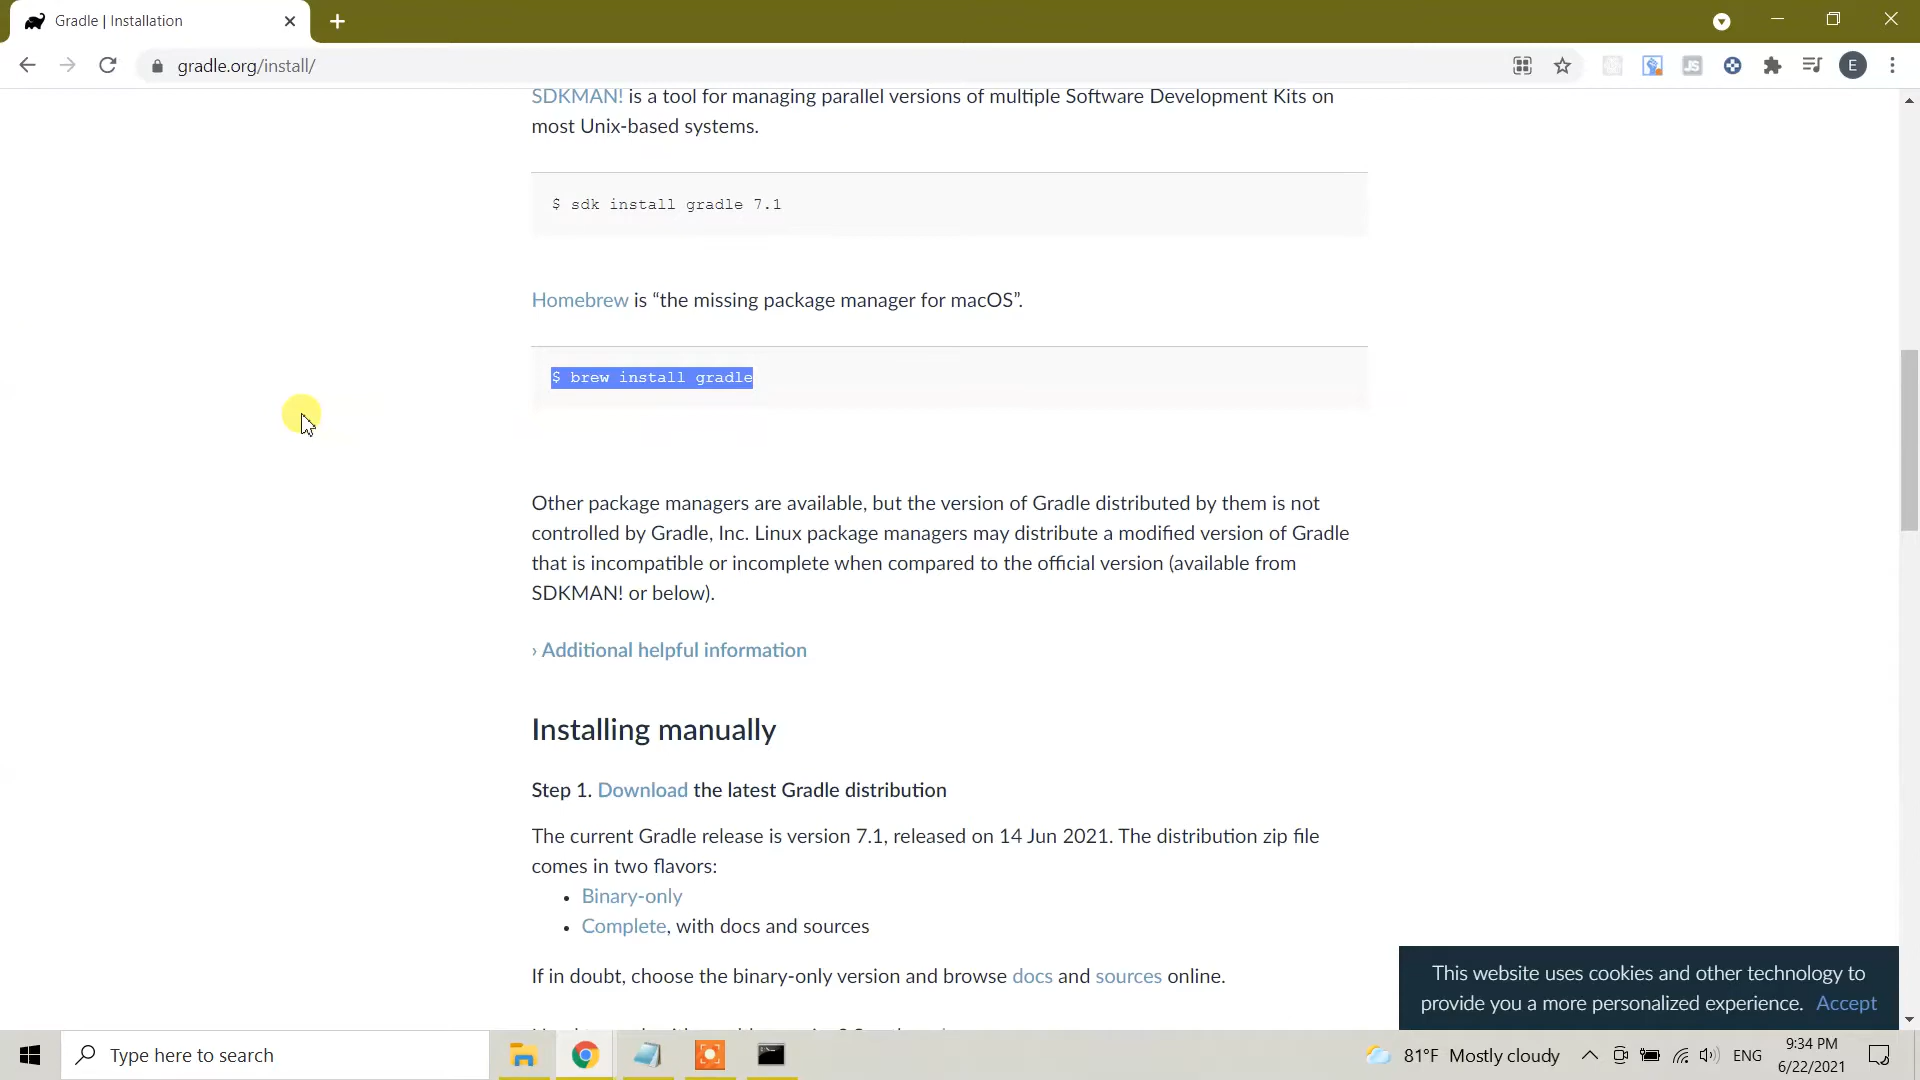 Gradle | Installation
gradle.org/install/
E
SDKMAN! is a tool for managing parallel versions of multiple Software Development Kits on
most Unix-based systems.
$ sdk install gradle 7.1
Homebrew is “the missing package manager for macOS”.
$ brew install gradle
Other package managers are available, but the version of Gradle distributed by them is not
controlled by Gradle, Inc. Linux package managers may distribute a modified version of Gradle
that is incompatible or incomplete when compared to the official version (available from
SDKMAN! or below).
› Additional helpful information
Installing manually
Step 1. Download the latest Gradle distribution
The current Gradle release is version 7.1, released on 14 Jun 2021. The distribution zip file
comes in two flavors:
• Binary-only
• Complete, with docs and sources
If in doubt, choose the binary-only version and browse docs and sources online.
This website uses cookies and other technology to
provide you a more personalized experience. Accept
Type here to search
81°F Mostly cloudy
ENG
9:34 PM
6/22/2021